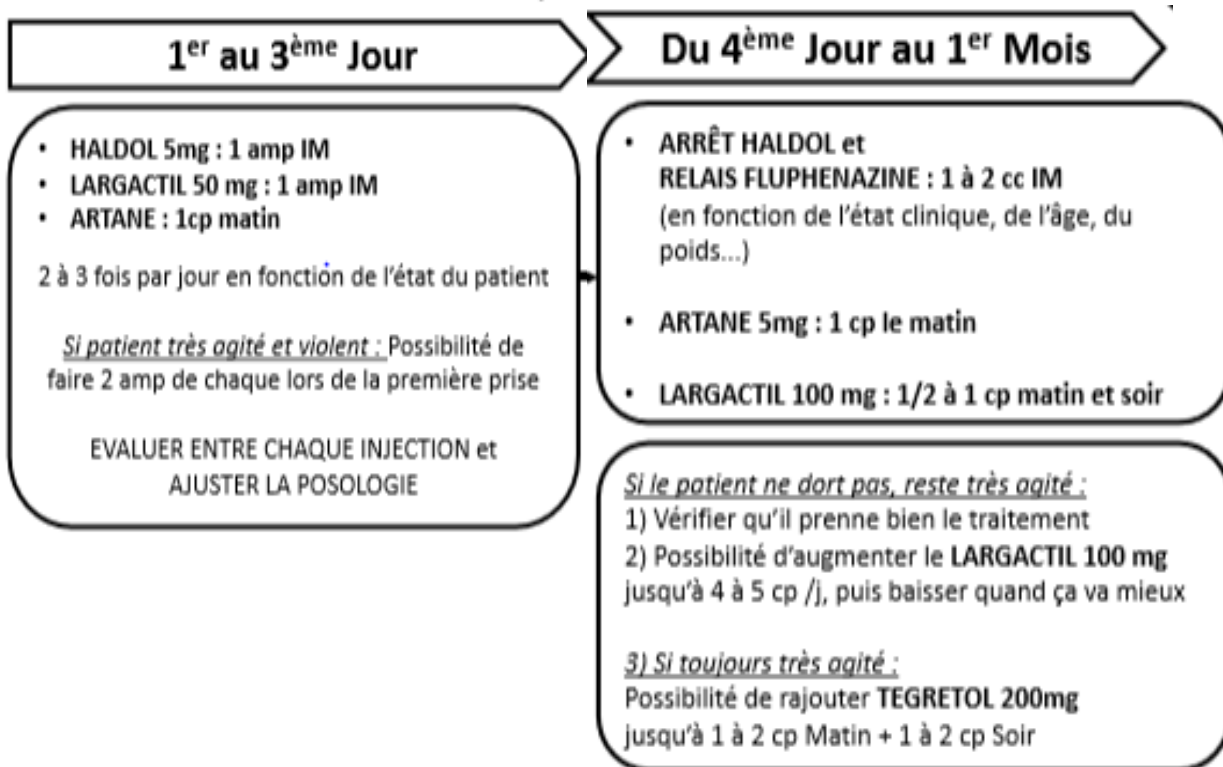 1er au 3ème Jour
• HALDOL 5mg : 1 amp IM
• LARGACTIL 50 mg : 1 amp IM
• ARTANE : 1cp matin
2 à 3 fois par jour en fonction de l'état du patient
Si patient très agité et violent : Possibilité de
faire 2 amp de chaque lors de la première prise
EVALUER ENTRE CHAQUE INJECTION et
AJUSTER LA POSOLOGIE
Du 4ème Jour au 1er Mois
• ARRÊT HALDOL et
RELAIS FLUPHENAZINE : 1 à 2 cc IM
(en fonction de l'état clinique, de l'âge, du
poids...)
• ARTANE 5mg : 1 cp le matin
• LARGACTIL 100 mg : 1/2 à 1 cp matin et soir
Si le patient ne dort pas, reste très agité :
1) Vérifier qu'il prenne bien le traitement
2) Possibilité d'augmenter le LARGACTIL 100 mg
jusqu'à 4 à 5 cp /j, puis baisser quand ça va mieux
3) Si toujours très agité :
Possibilité de rajouter TEGRETOL 200mg
jusqu'à 1 à 2 cp Matin + 1 à 2 cp Soir